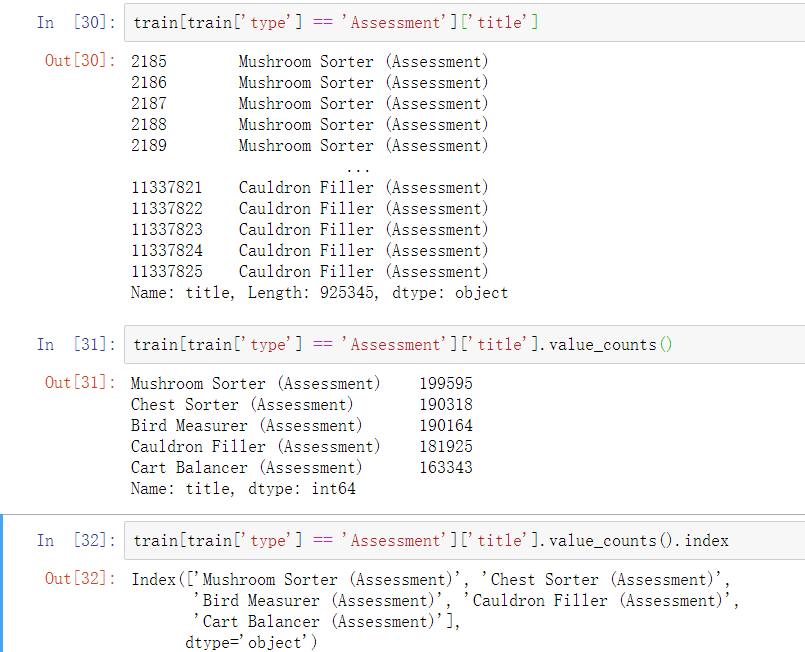 In [30]: train[train['type'] == 'Assessment']['title']
Out[30]: 2185 Mushroom Sorter (Assessment)
2186 Mushroom Sorter (Assessment)
2187 Mushroom Sorter (Assessment)
2188 Mushroom Sorter (Assessment)
2189 Mushroom Sorter (Assessment)
...
11337821 Cauldron Filler (Assessment)
11337822 Cauldron Filler (Assessment)
11337823 Cauldron Filler (Assessment)
11337824 Cauldron Filler (Assessment)
11337825 Cauldron Filler (Assessment)
Name: title, Length: 925345, dtype: object
In [31]: train[train['type'] == 'Assessment']['title'].value_counts()
Out[31]: Mushroom Sorter (Assessment) 199595
Chest Sorter (Assessment) 190318
Bird Measurer (Assessment) 190164
Cauldron Filler (Assessment) 181925
Cart Balancer (Assessment) 163343
Name: title, dtype: int64
In [32]: train[train['type'] == 'Assessment']['title'].value_counts().index
Out[32]: Index(['Mushroom Sorter (Assessment)', 'Chest Sorter (Assessment)',
'Bird Measurer (Assessment)', 'Cauldron Filler (Assessment)',
'Cart Balancer (Assessment)'],
dtype='object')